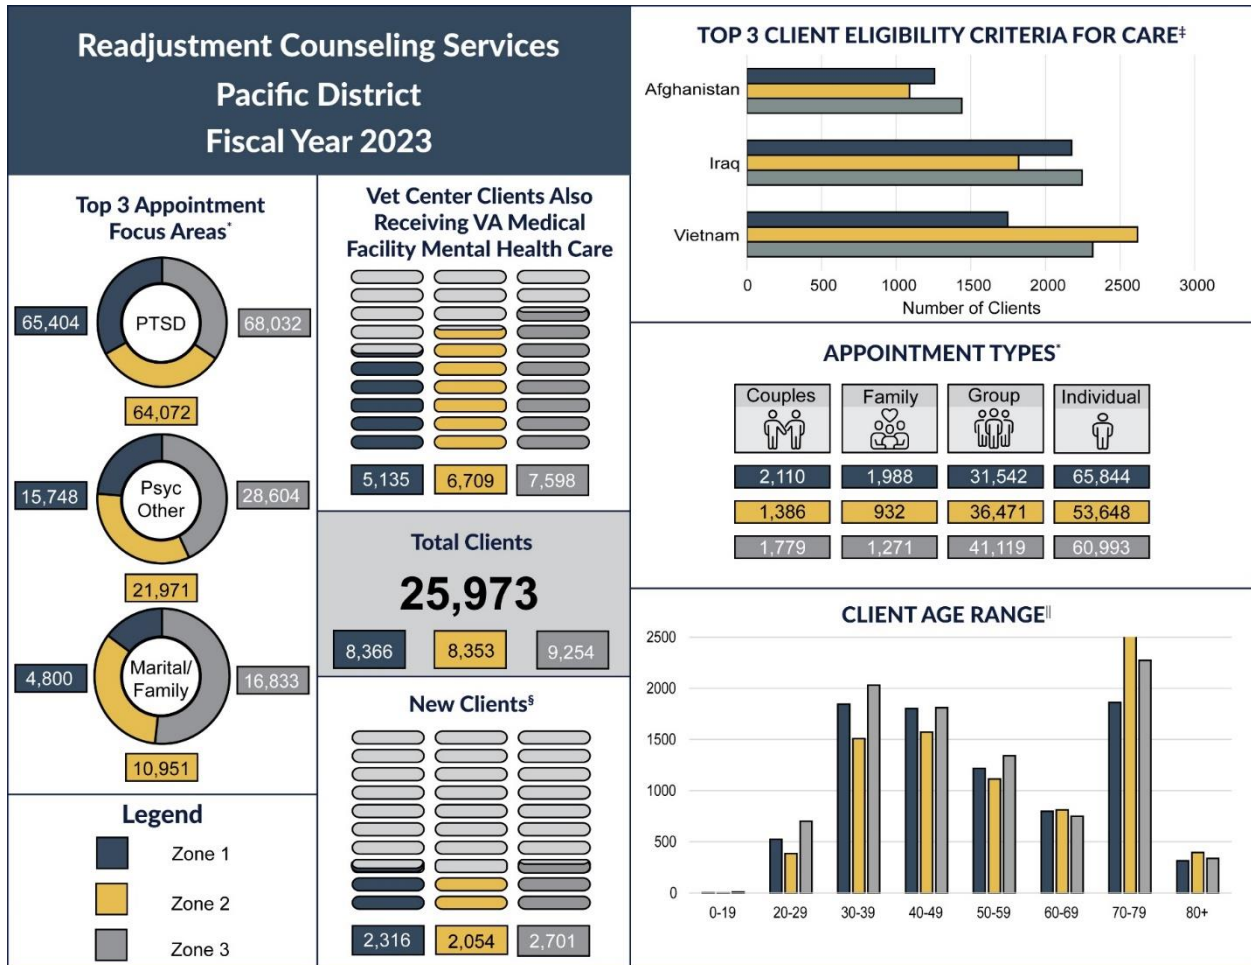 Readjustment Counseling Services
Pacific District
Fiscal Year 2023
Top 3 Appointment
Focus Areas*
PTSD
65,404
68,032
64,072
Psyc
Other
15,748
28,604
21,971
Marital/
Family
4,800
16,833
10,951
Legend
Zone 1
Zone 2
Zone 3
Vet Center Clients Also
Receiving VA Medical
Facility Mental Health Care
5,135 6,709 7,598
Total Clients
25,973
8,366 8,353 9,254
New Clients§
2,316 2,054 2,701
TOP 3 CLIENT ELIGIBILITY CRITERIA FOR CARE‡
Afghanistan
Iraq
Vietnam
0 500 1000 1500 2000 2500 3000
Number of Clients
APPOINTMENT TYPES*
Couples Family Group Individual
2,110 1,988 31,542 65,844
1,386 932 36,471 53,648
1,779 1,271 41,119 60,993
CLIENT AGE RANGE||
2500
2000
1500
1000
500
0
0-19 20-29 30-39 40-49 50-59 60-69 70-79 80+